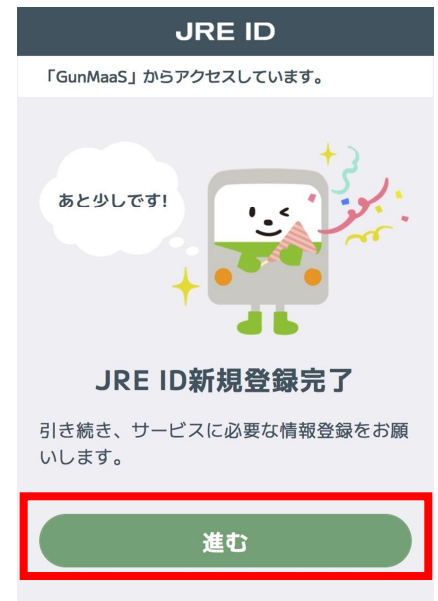 JRE ID
「GunMaaS」からアクセスしています。
あと少しです!
JRE ID新規登録完了
引き続き、サービスに必要な情報登録をお願
いします。
進む